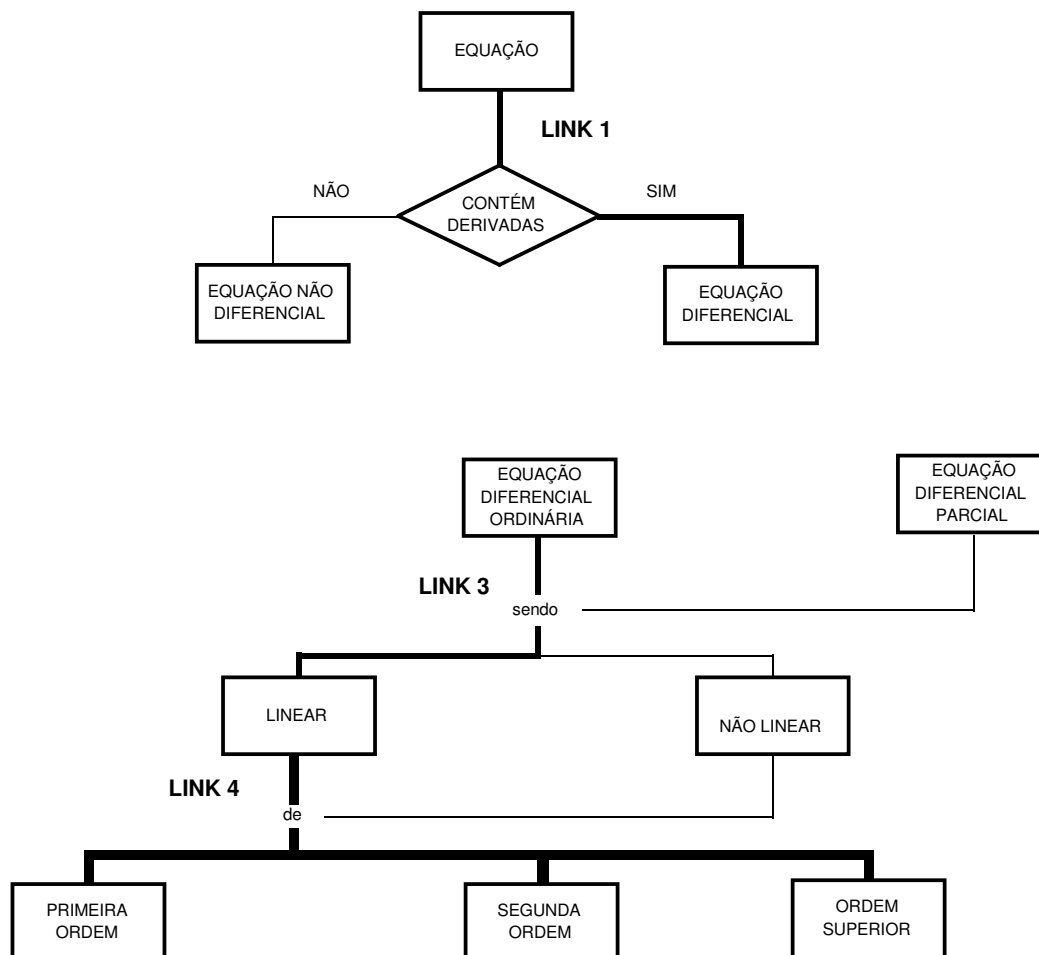 EQUAÇÃO
LINK 1
NÃO
SIM
CONTÉM
DERIVADAS
EQUAÇÃO NÃO
DIFERENCIAL
EQUAÇÃO
DIFERENCIAL
EQUAÇÃO
DIFERENCIAL
ORDINÁRIA
EQUAÇÃO
DIFERENCIAL
PARCIAL
LINK 3
sendo
LINEAR
NÃO LINEAR
LINK 4
de
PRIMEIRA
ORDEM
SEGUNDA
ORDEM
ORDEM
SUPERIOR